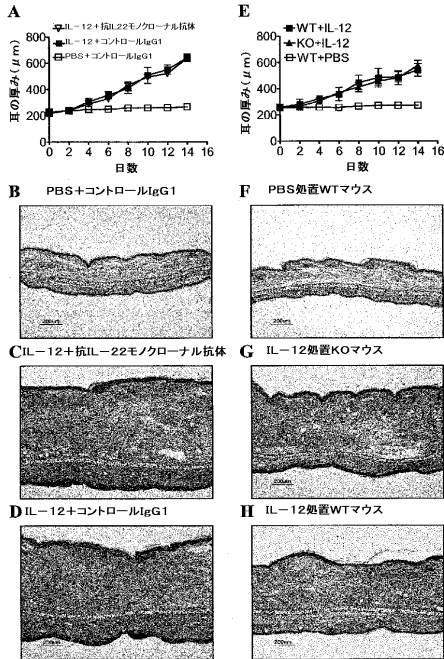 A
IL-12+抗IL22モノクローナル抗体
IL-12+コントロールIgG1
PBS+コントロールIgG1
耳の厚み(μm)
800
600
400
200
0
0 2 4 6 8 10 12 14
日数
E
WT+IL-12
KO+IL-12
WT+PBS
耳の厚み(μm)
800
600
400
200
0
0 2 4 6 8 10 12 14
日数
B PBS+コントロールIgG1
200um
F PBS処置WTマウス
200um
C IL-12+抗IL-22モノクローナル抗体
G IL-12処置KOマウス
200um
D IL-12+コントロールIgG1
200um
H IL-12処置WTマウス
200um